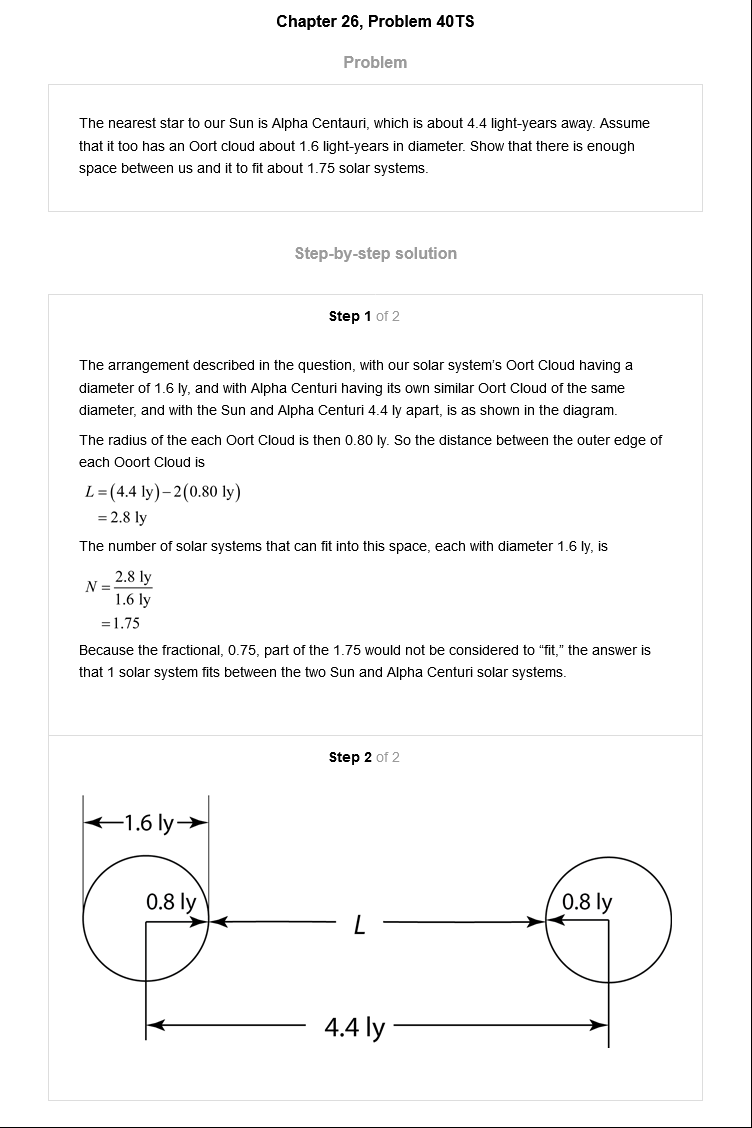 Chapter 26, Problem 40TS
Problem
The nearest star to our Sun is Alpha Centauri, which is about 4.4 light-years away. Assume
that it too has an Oort cloud about 1.6 light-years in diameter. Show that there is enough
space between us and it to fit about 1.75 solar systems.
Step-by-step solution
Step 1 of 2
The arrangement described in the question, with our solar system's Oort Cloud having a
diameter of 1.6 ly, and with Alpha Centuri having its own similar Oort Cloud of the same
diameter, and with the Sun and Alpha Centuri 4.4 ly apart, is as shown in the diagram.
The radius of the each Oort Cloud is then 0.80 ly. So the distance between the outer edge of
each Ooort Cloud is
L = (4.4 ly) − 2(0.80 ly)
= 2.8 ly
The number of solar systems that can fit into this space, each with diameter 1.6 ly, is
N = 2.8 ly
1.6 ly
= 1.75
Because the fractional, 0.75, part of the 1.75 would not be considered to “fit,” the answer is
that 1 solar system fits between the two Sun and Alpha Centuri solar systems.
Step 2 of 2
1.6 ly
0.8 ly
0.8 ly
L
4.4 ly